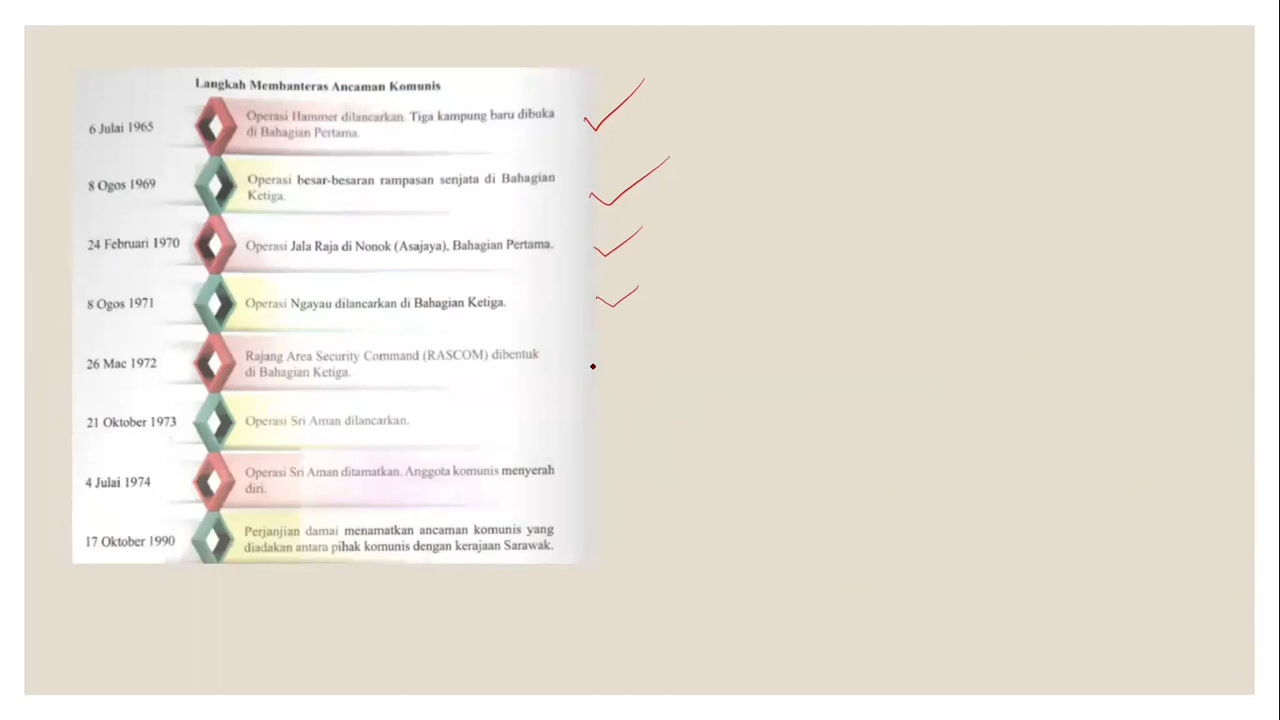 Langkah Membanteras Ancaman Komunis
6 Julai 1965
Operasi Hammer dilancarkan. Tiga kampung baru dibuka
di Bahagian Pertama.
8 Ogos 1969
Operasi besar-besaran rampasan senjata di Bahagian
Ketiga.
24 Februari 1970
Operasi Jala Raja di Nonok (Asajaya), Bahagian Pertama.
8 Ogos 1971
Operasi Ngayau dilancarkan di Bahagian Ketiga.
26 Mac 1972
Rajang Area Security Command (RASCOM) dibentuk
di Bahagian Ketiga.
21 Oktober 1973
Operasi Sri Aman dilancarkan.
4 Julai 1974
Operasi Sri Aman ditamatkan. Anggota komunis menyerah
diri.
17 Oktober 1990
Perjanjian damai menamatkan ancaman komunis yang
diadakan antara pihak komunis dengan kerajaan Sarawak.